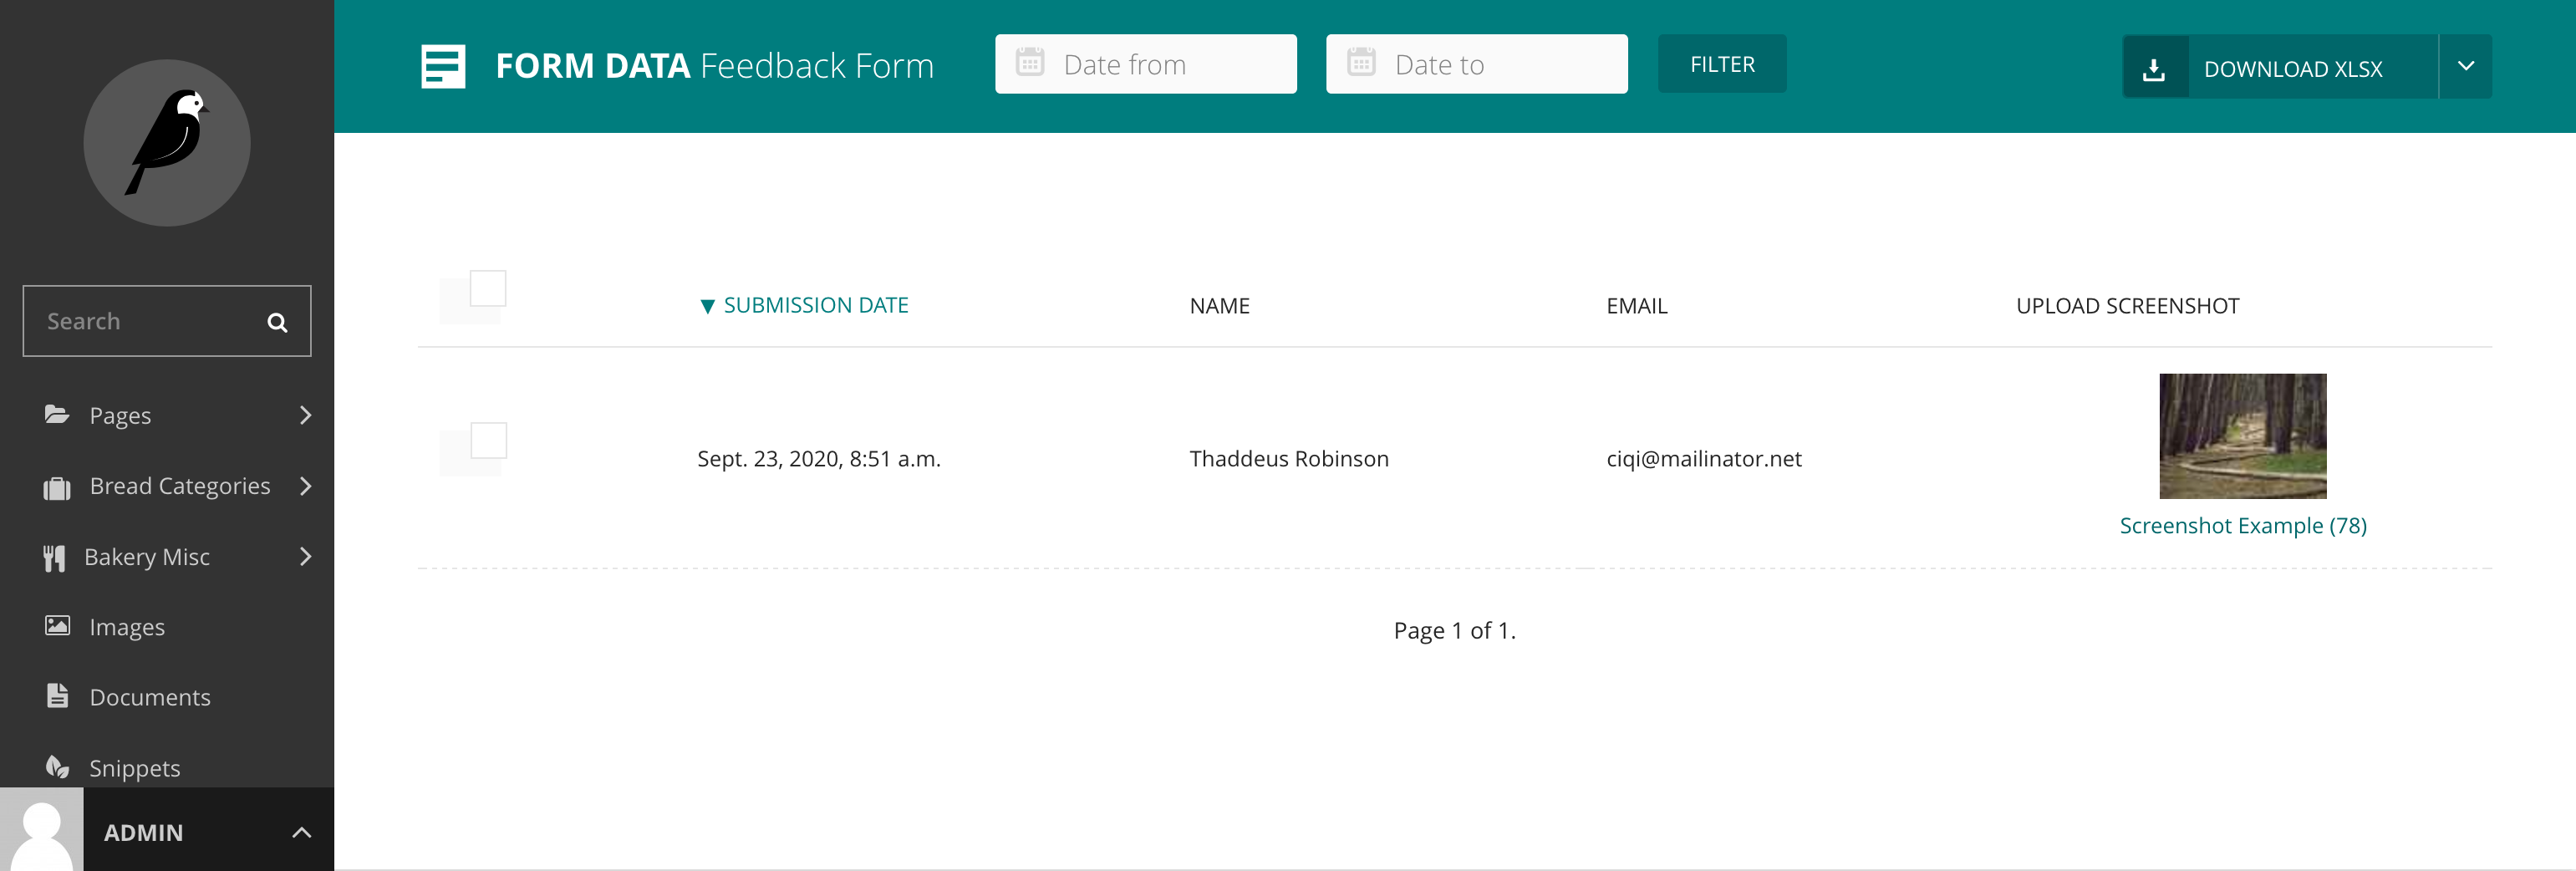 FORM DATA Feedback Form
Date from
Date to
FILTER
DOWNLOAD XLSX
Search
Pages
Bread Categories
Bakery Misc
Images
Documents
Snippets
ADMIN
▼ SUBMISSION DATE
NAME
EMAIL
UPLOAD SCREENSHOT
Sept. 23, 2020, 8:51 a.m.
Thaddeus Robinson
ciqi@mailinator.net
Screenshot Example (78)
Page 1 of 1.